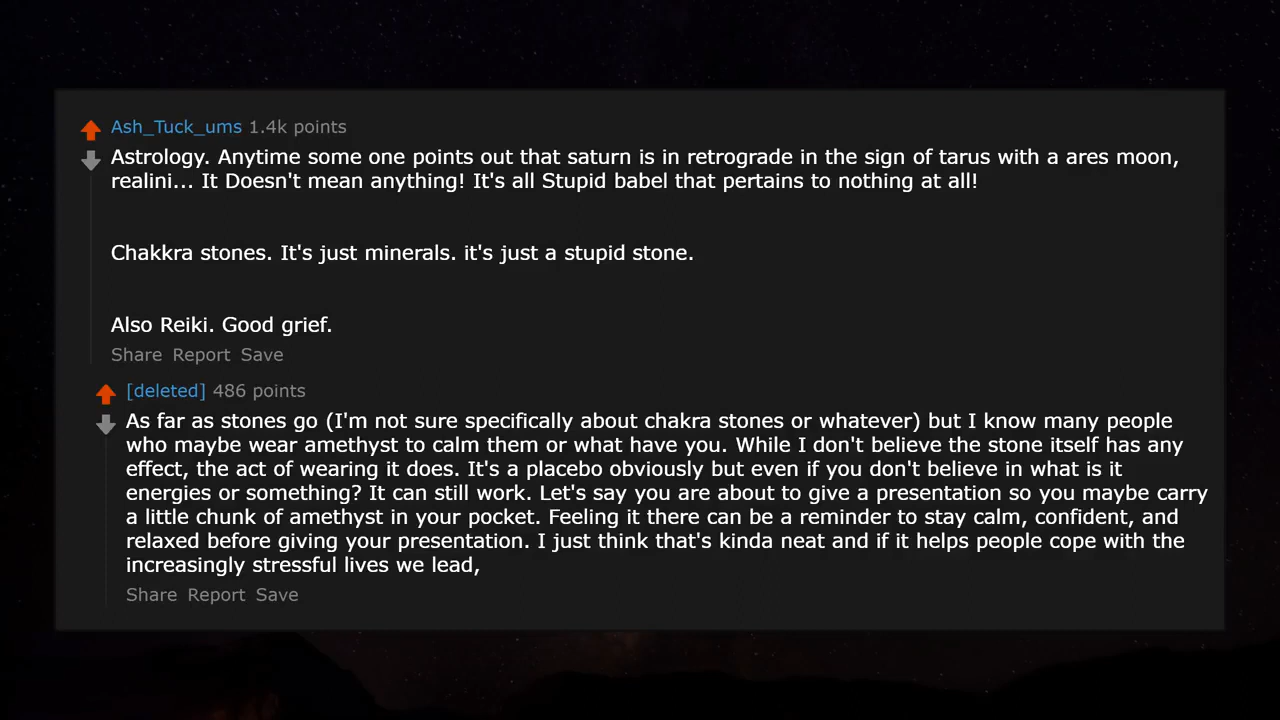 Ash_Tuck_ums 1.4k points
Astrology. Anytime some one points out that saturn is in retrograde in the sign of tarus with a ares moon,
realini... It Doesn't mean anything! It's all Stupid babel that pertains to nothing at all!
Chakkra stones. It's just minerals. it's just a stupid stone.
Also Reiki. Good grief.
Share Report Save
[deleted] 486 points
As far as stones go (I'm not sure specifically about chakra stones or whatever) but I know many people
who maybe wear amethyst to calm them or what have you. While I don't believe the stone itself has any
effect, the act of wearing it does. It's a placebo obviously but even if you don't believe in what is it
energies or something? It can still work. Let's say you are about to give a presentation so you maybe carry
a little chunk of amethyst in your pocket. Feeling it there can be a reminder to stay calm, confident, and
relaxed before giving your presentation. I just think that's kinda neat and if it helps people cope with the
increasingly stressful lives we lead,
Share Report Save